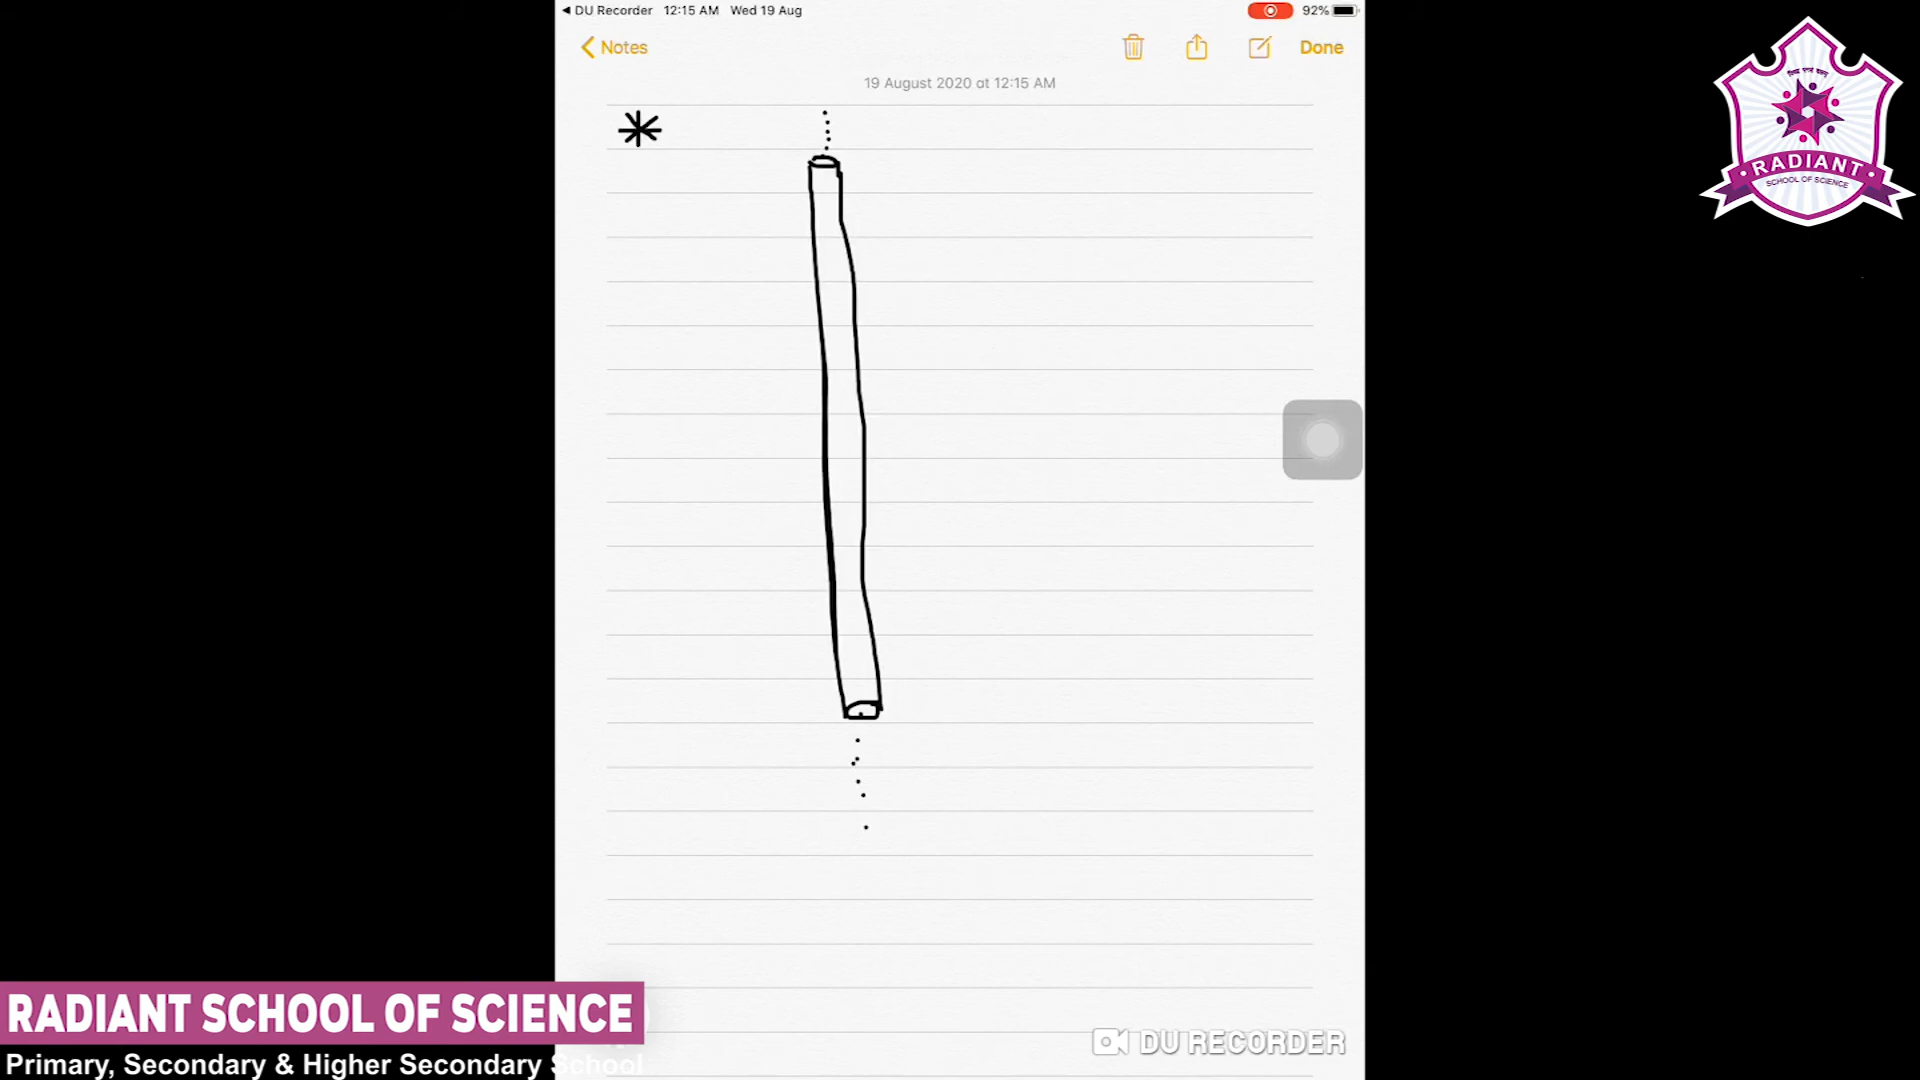 DU Recorder 12:15 AM Wed 19 Aug 92%
Notes Done
19 August 2020 at 12:15 AM
RADIANT
SCHOOL OF SCIENCE
RADIANT SCHOOL OF SCIENCE
Primary, Secondary & Higher Secondary School
DU RECORDER